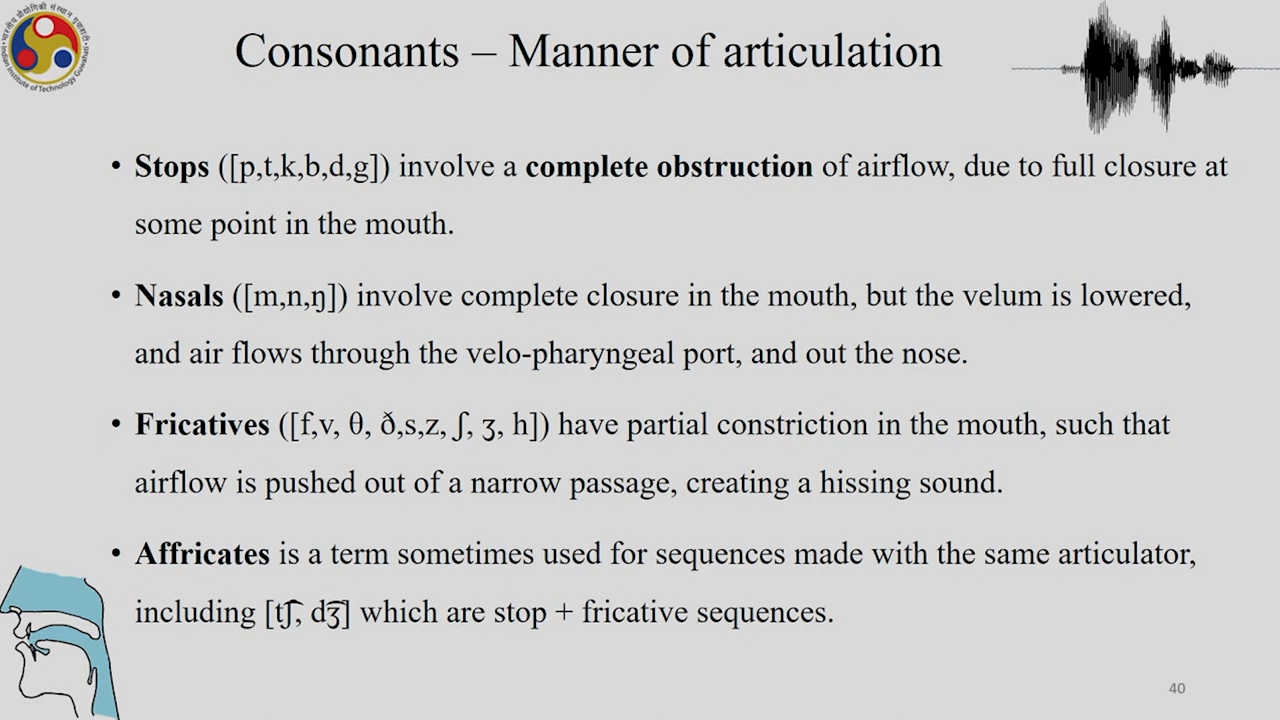 Consonants – Manner of articulation
• Stops ([p,t,k,b,d,g]) involve a complete obstruction of airflow, due to full closure at
some point in the mouth.
• Nasals ([m,n,ŋ]) involve complete closure in the mouth, but the velum is lowered,
and air flows through the velo-pharyngeal port, and out the nose.
• Fricatives ([f,v, θ, ð,s,z, ʃ, ʒ, h]) have partial constriction in the mouth, such that
airflow is pushed out of a narrow passage, creating a hissing sound.
• Affricates is a term sometimes used for sequences made with the same articulator,
including [tʃ͡, dʒ͡] which are stop + fricative sequences.
40